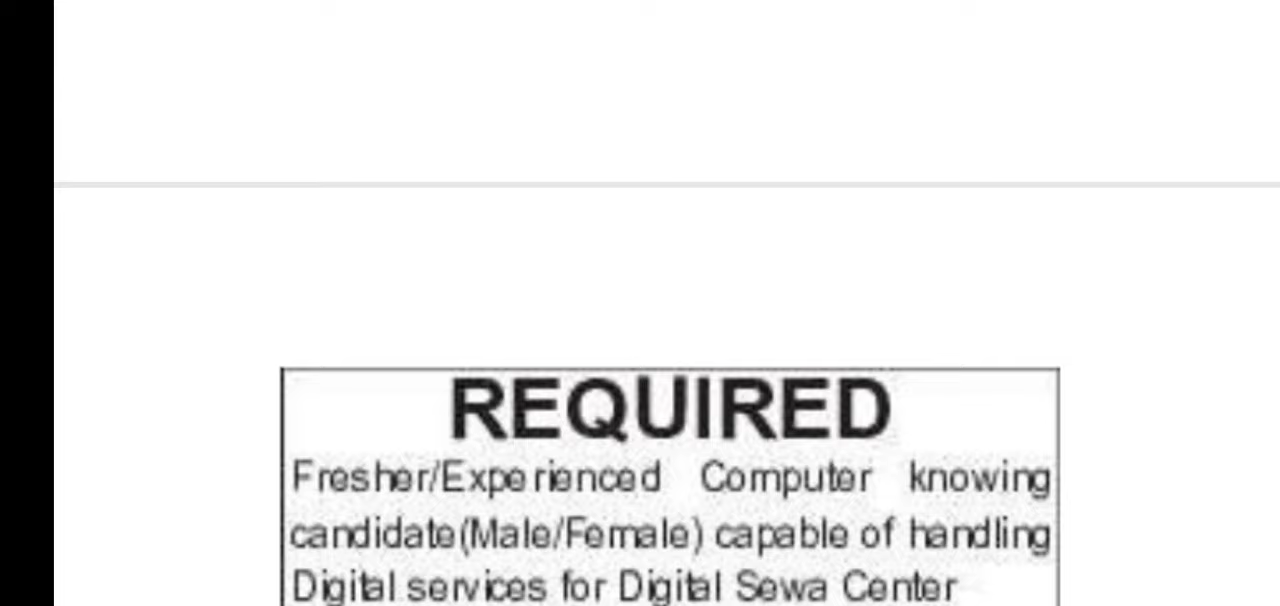 REQUIRED
Fresher/Experienced Computer knowing
candidate(Male/Female) capable of handling
Digital services for Digital Sewa Center